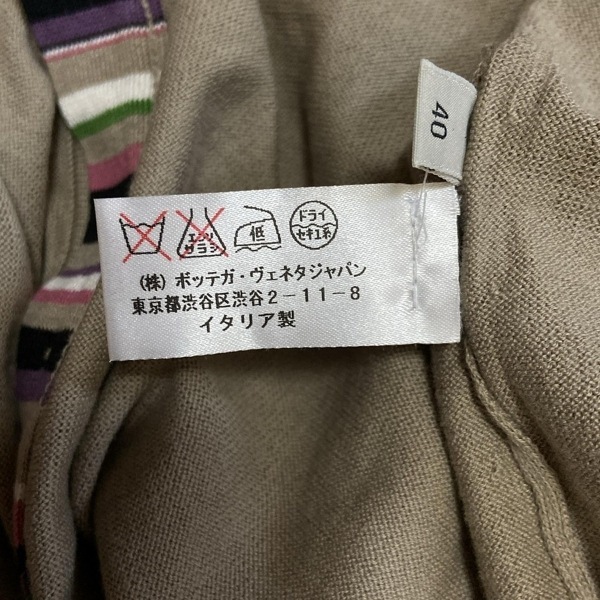 40
エンソ
サラシ
低
ドライ
セキユ系
(株) ボッテガ・ヴェネタジャパン
東京都渋谷区渋谷2-11-8
イタリア製